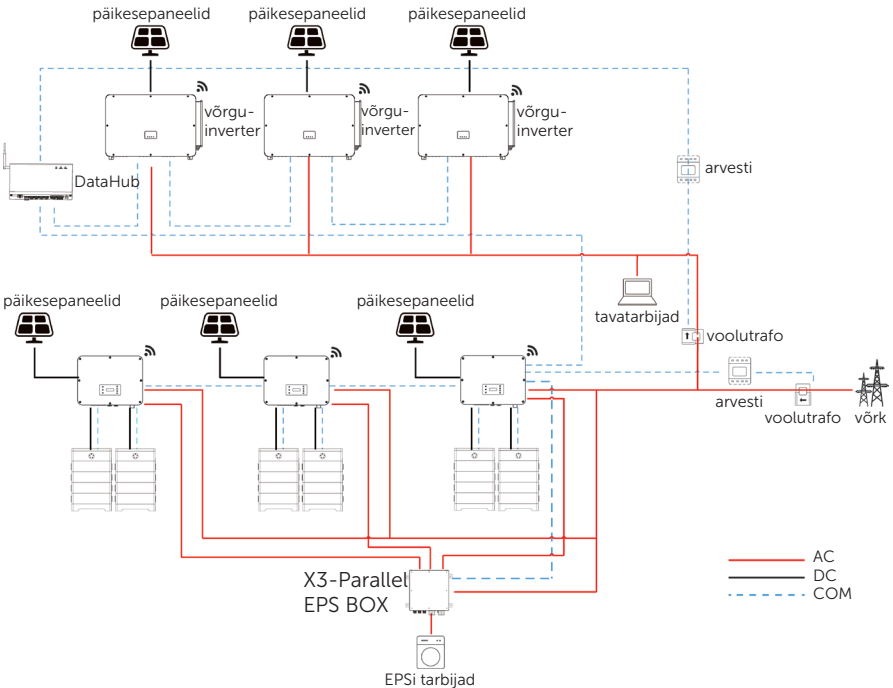 päikesepaneelid
päikesepaneelid
päikesepaneelid
võrgu-
inverter
võrgu-
inverter
võrgu-
inverter
DataHub
arvesti
tavatarbijad
voolutrafo
päikesepaneelid
päikesepaneelid
päikesepaneelid
arvesti
voolutrafo
võrk
X3-Parallel
EPS BOX
EPSi tarbijad
AC
DC
COM